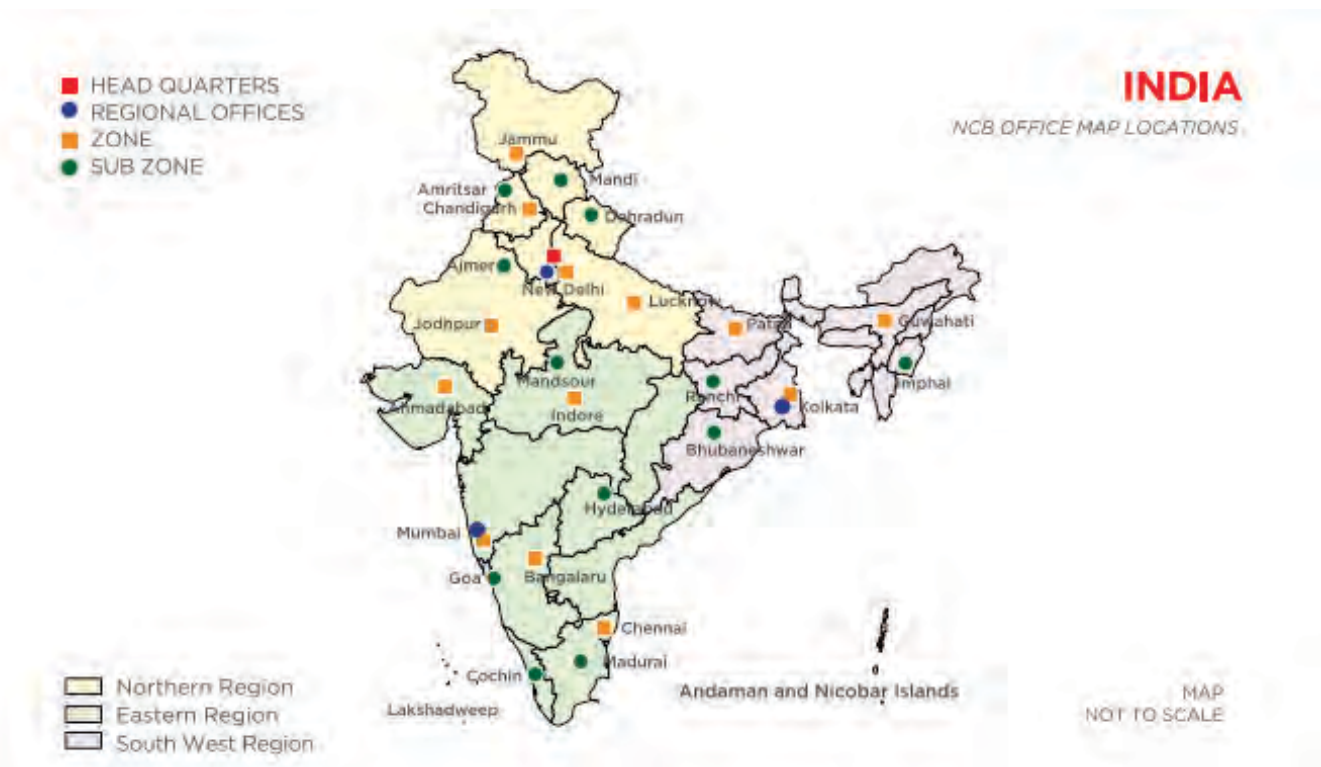 HEAD QUARTERS
REGIONAL OFFICES
ZONE
SUB ZONE
INDIA
NCB OFFICE MAP LOCATIONS
Jammu
Mandi
Amritsar
Chandigarh
Dehradun
Ajmer
New Delhi
Lucknow
Jodhpur
Patna
Guwahati
Imphal
Mandsour
Ahmadabad
Indore
Ranchi
Kolkata
Bhubaneshwar
Hyderabad
Mumbai
Goa
Bangalaru
Chennai
Madurai
Cochin
Lakshadweep
Andaman and Nicobar Islands
Northern Region
Eastern Region
South West Region
MAP
NOT TO SCALE